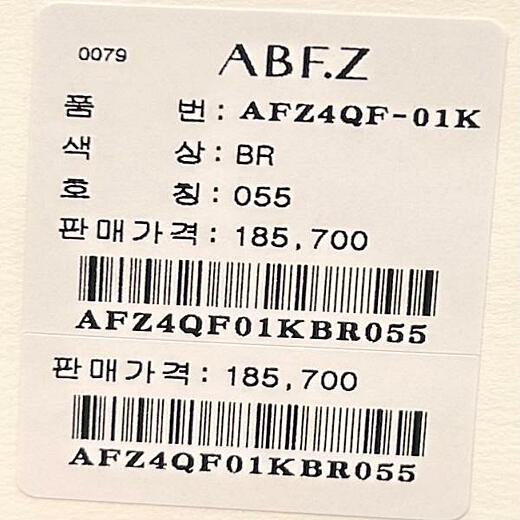 0079 ABF.Z
품 번 : AFZ4QF-01K
색 상 : BR
호 칭 : 055
판매가격 : 185,700
AFZ4QF01KBR055
판매가격 : 185,700
AFZ4QF01KBR055